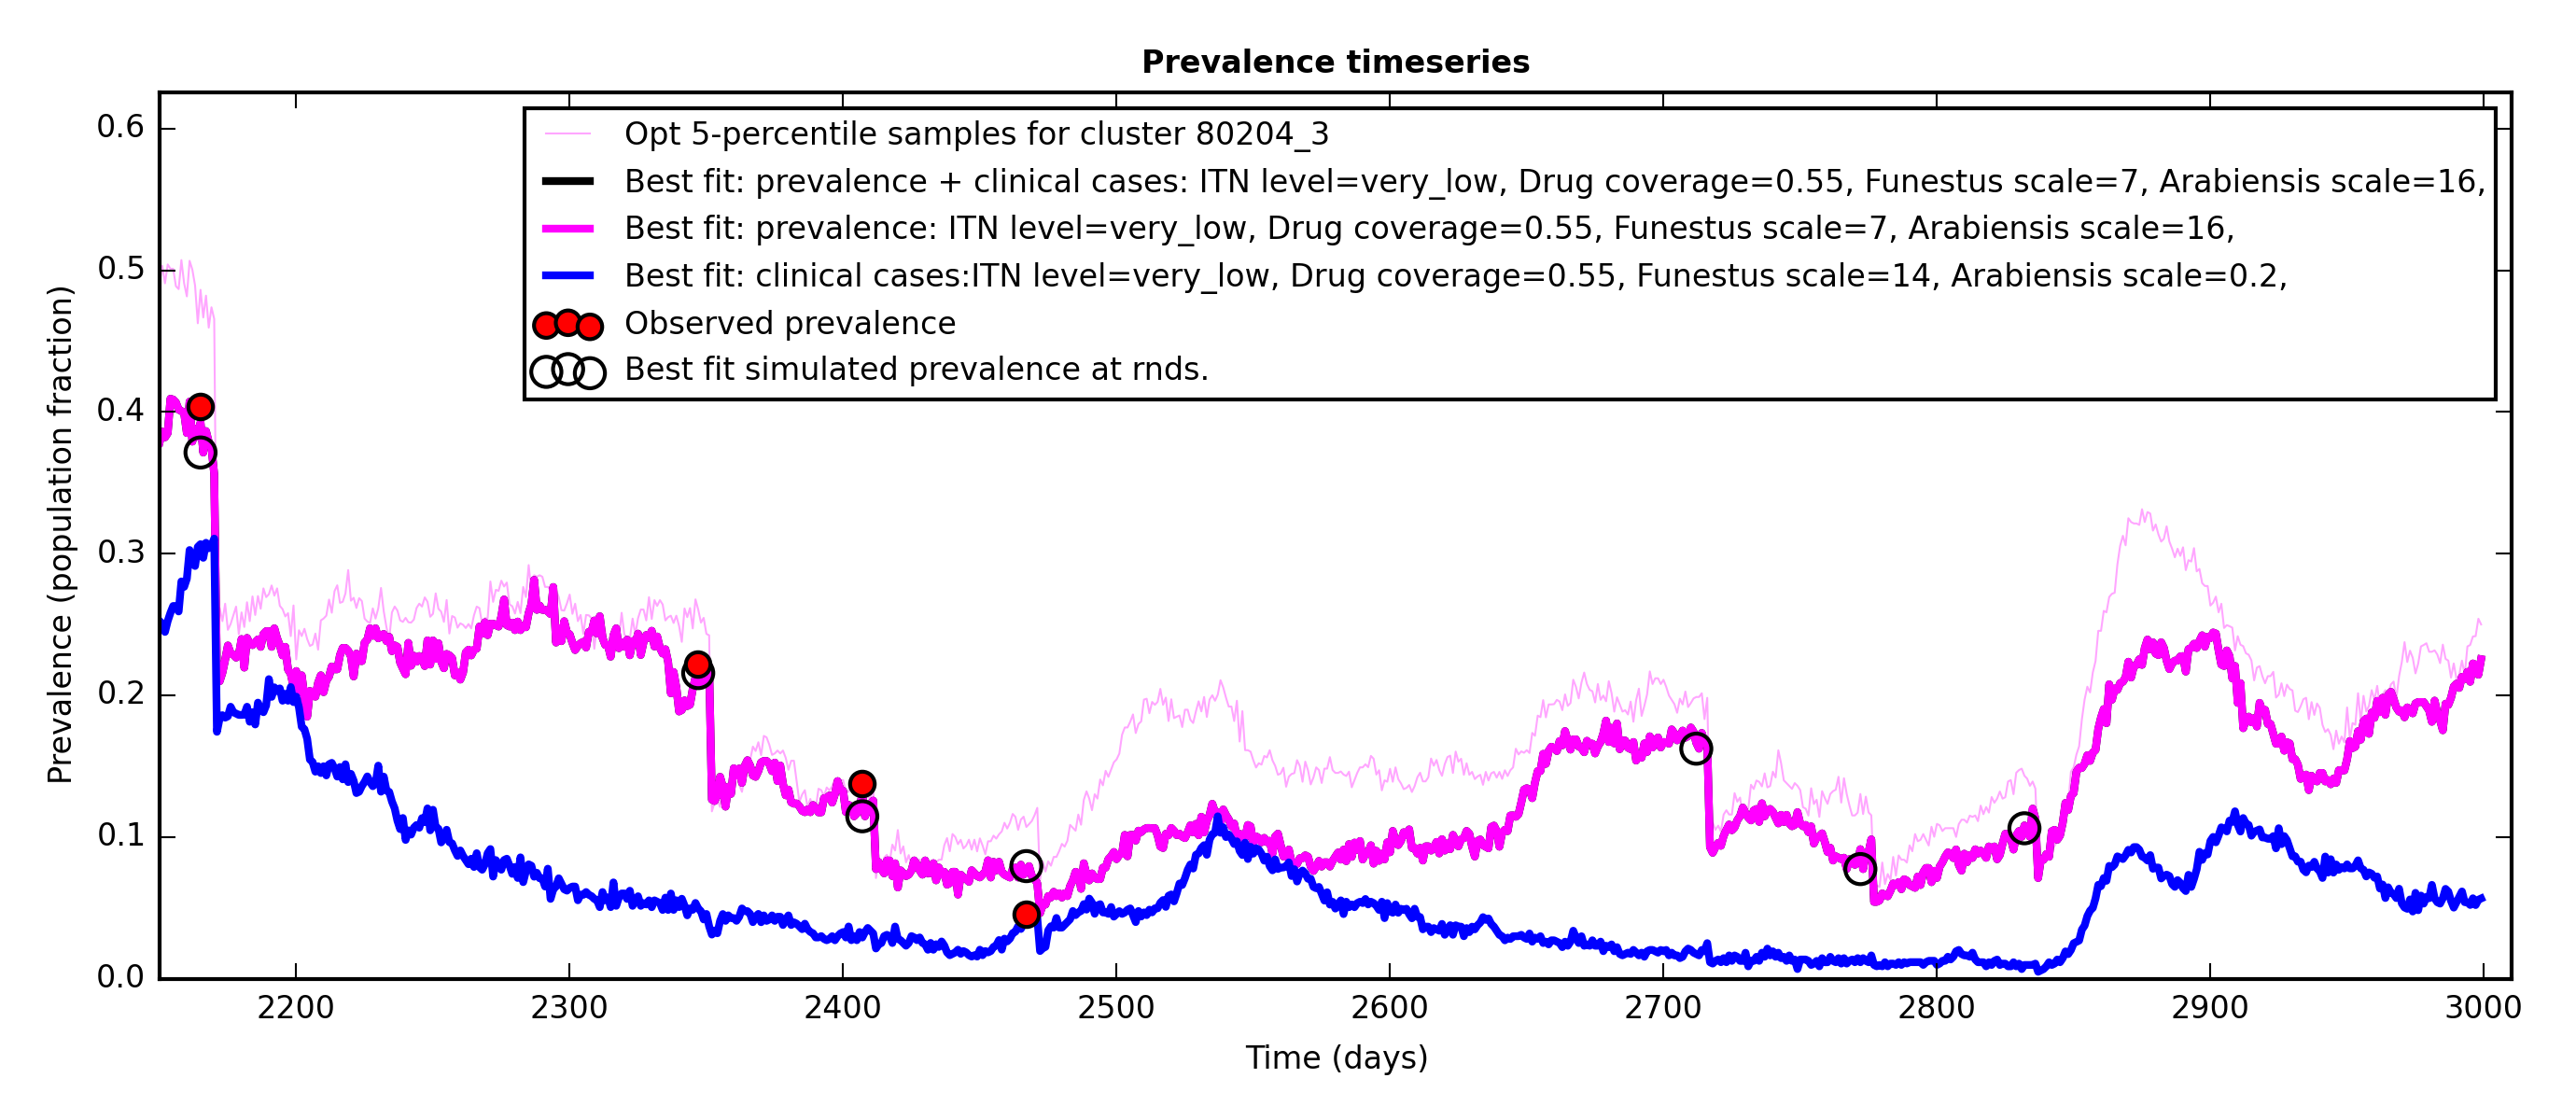 Prevalence timeseries
Opt 5-percentile samples for cluster 80204_3
Best fit: prevalence + clinical cases: ITN level=very_low, Drug coverage=0.55, Funestus scale=7, Arabiensis scale=16,
Best fit: prevalence: ITN level=very_low, Drug coverage=0.55, Funestus scale=7, Arabiensis scale=16,
Best fit: clinical cases:ITN level=very_low, Drug coverage=0.55, Funestus scale=14, Arabiensis scale=0.2,
Observed prevalence
Best fit simulated prevalence at rnds.
Prevalence (population fraction)
0.6
0.5
0.4
0.3
0.2
0.1
0.0
2200 2300 2400 2500 2600 2700 2800 2900 3000
Time (days)